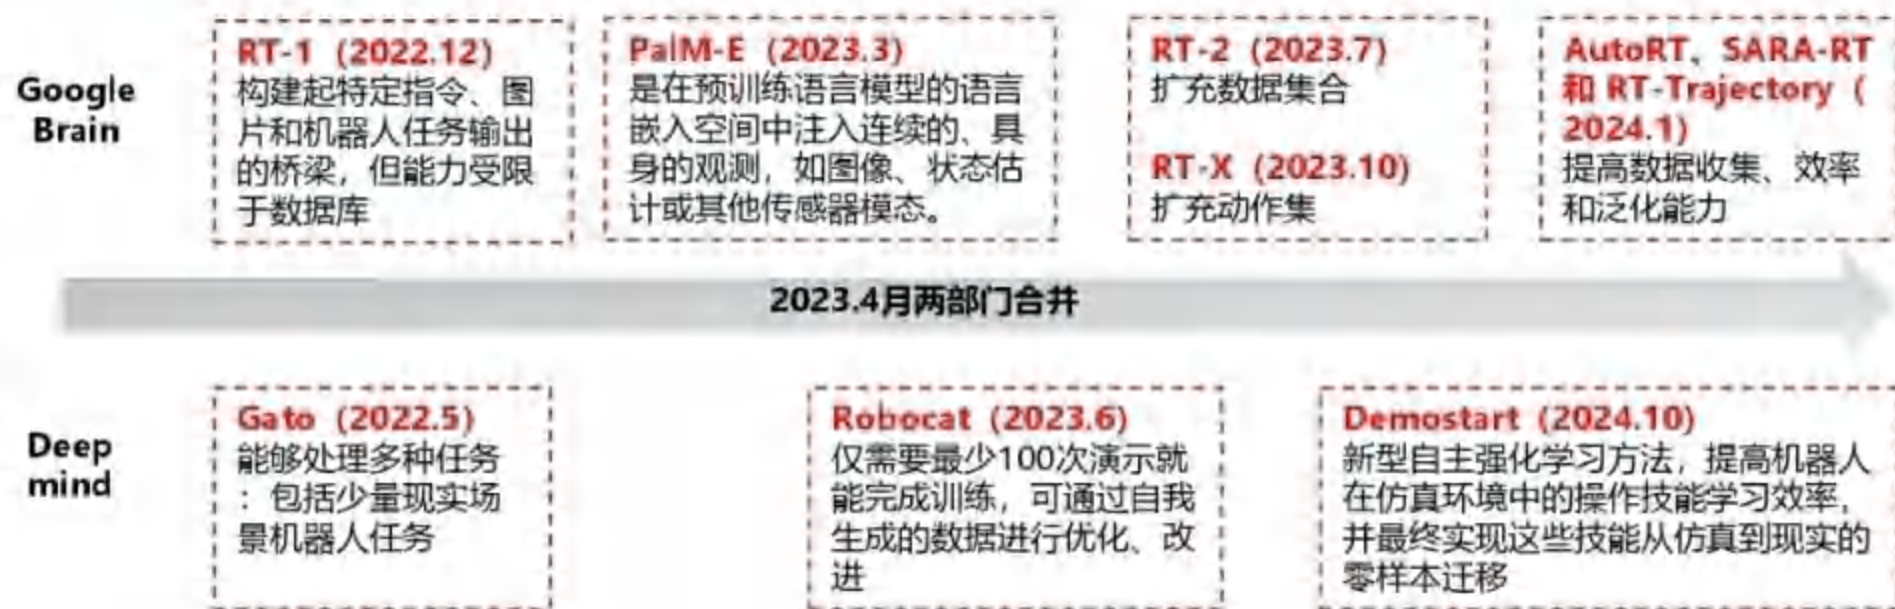 Google
Brain
RT-1（2022.12）
构建起特定指令、图
片和机器人任务输出
的桥梁，但能力受限
于数据库
PalM-E（2023.3）
是在预训练语言模型的语言
嵌入空间中注入连续的、具
身的观测，如图像、状态估
计或其他传感器模态。
RT-2（2023.7）
扩充数据集合
RT-X（2023.10）
扩充动作集
AutoRT、SARA-RT
和 RT-Trajectory（
2024.1）
提高数据收集、效率
和泛化能力
2023.4月两部门合并
Deep
mind
Gato（2022.5）
能够处理多种任务
：包括少量现实场
景机器人任务
Robocat（2023.6）
仅需要最少100次演示就
能完成训练，可通过自我
生成的数据进行优化、改
进
Demostart（2024.10）
新型自主强化学习方法，提高机器人
在仿真环境中的操作技能学习效率，
并最终实现这些技能从仿真到现实的
零样本迁移